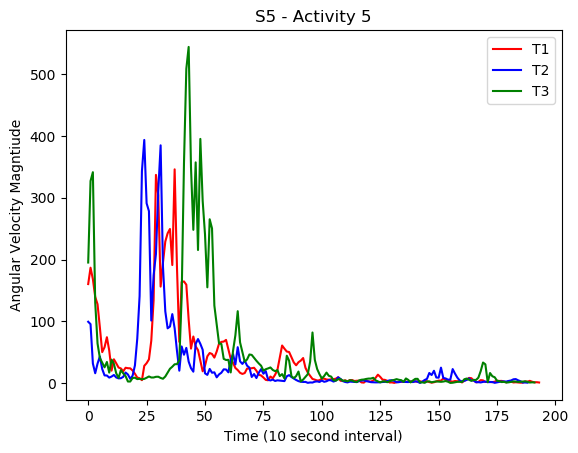 S5 - Activity 5
T1
T2
T3
Angular Velocity Magntiude
500
400
300
200
100
0
0 25 50 75 100 125 150 175 200
Time (10 second interval)